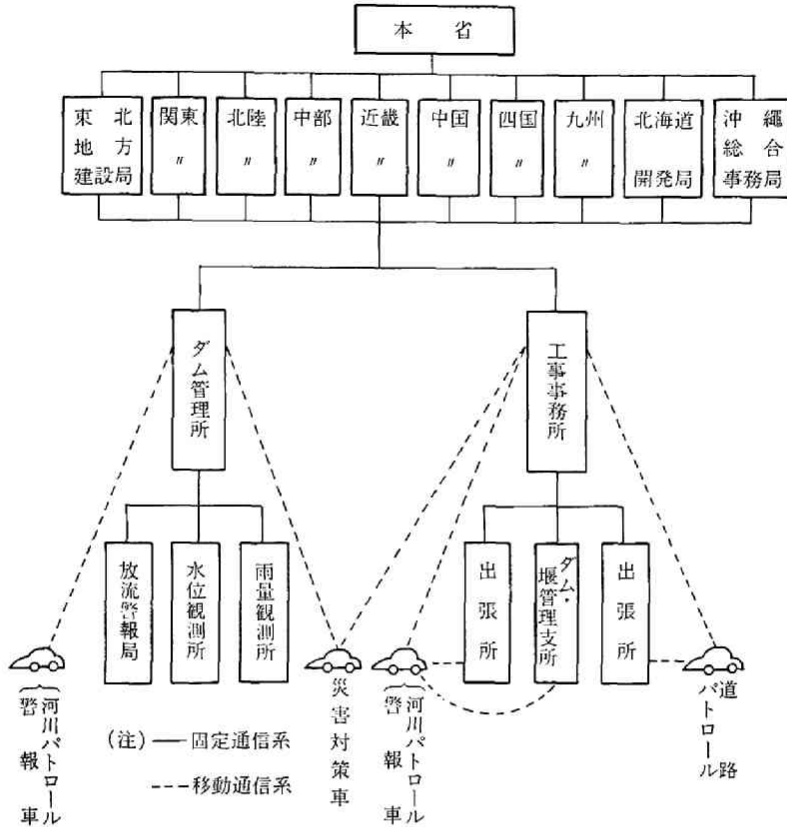 本省
東北
地方
建設局
関東
〃
北陸
〃
中部
〃
近畿
〃
中国
〃
四国
〃
九州
〃
北海道
開発局
沖縄
総合
事務局
ダム管理所
工事事務所
放流警報局
水位観測所
雨量観測所
出張所
ダム・
堰管理支所
出張所
河川パトロール
警報車
災害対策車
河川パトロール
警報車
道路
パトロール
(注)――固定通信系
---移動通信系